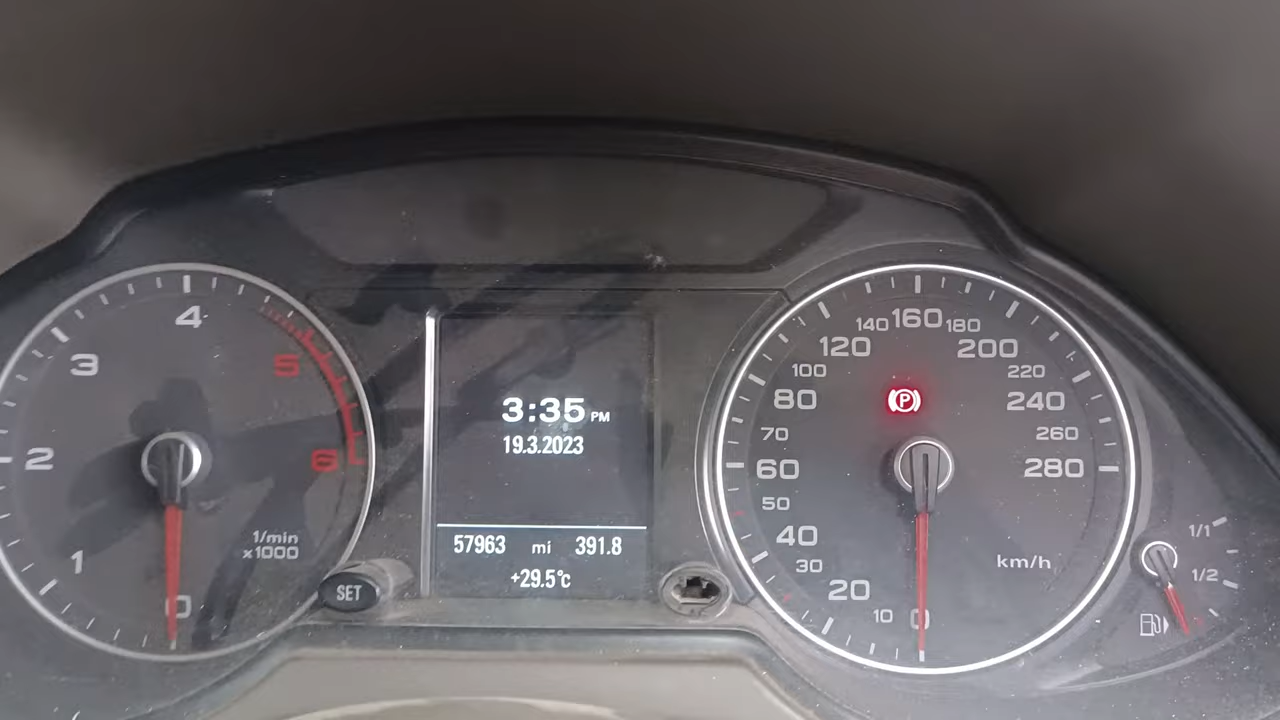 4
3
5
2
6
1
1/min
x1000
0
SET
3:35 PM
19.3.2023
57963 mi 391.8
+29.5°C
140 160 180
120 200
100 220
80 P 240
70 260
60 280
50
40
30 km/h
20
10 0
1/1
1/2